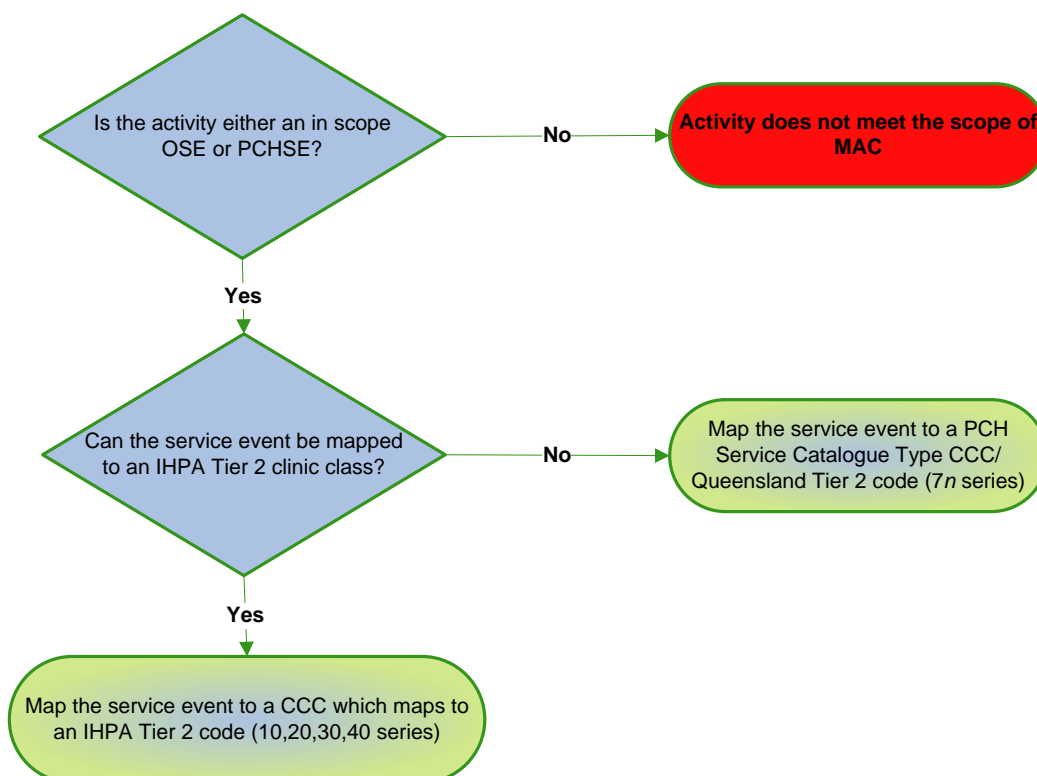 Is the activity either an in scope
OSE or PCHSE?
No
Activity does not meet the scope of
MAC
Yes
Can the service event be mapped
to an IHPA Tier 2 clinic class?
No
Map the service event to a PCH
Service Catalogue Type CCC/
Queensland Tier 2 code (7n series)
Yes
Map the service event to a CCC which maps to
an IHPA Tier 2 code (10,20,30,40 series)